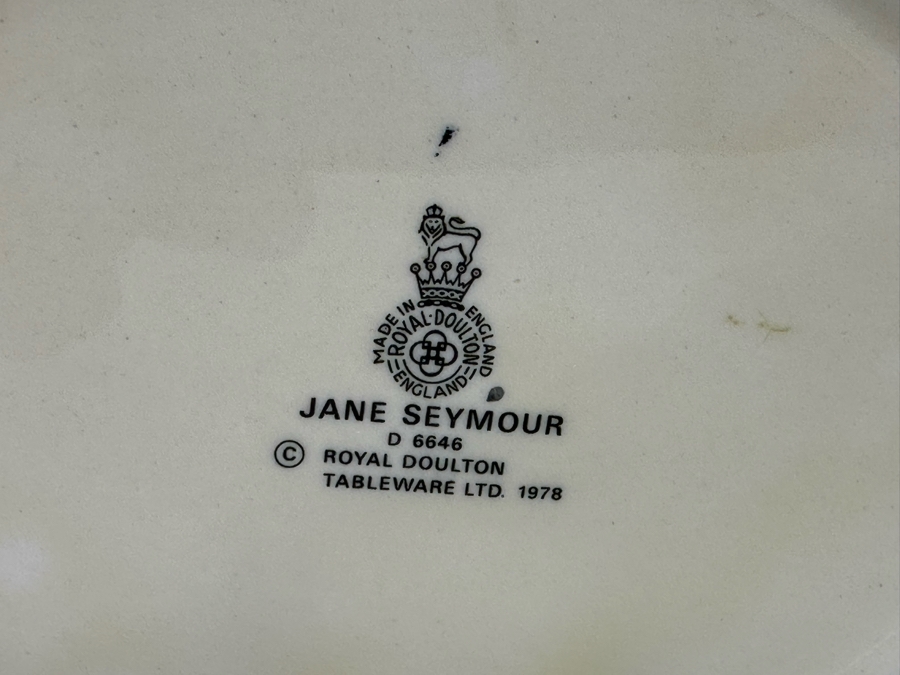 MADE IN ENGLAND
ROYAL·DOULTON
ENGLAND
JANE SEYMOUR
D 6646
© ROYAL DOULTON
TABLEWARE LTD. 1978